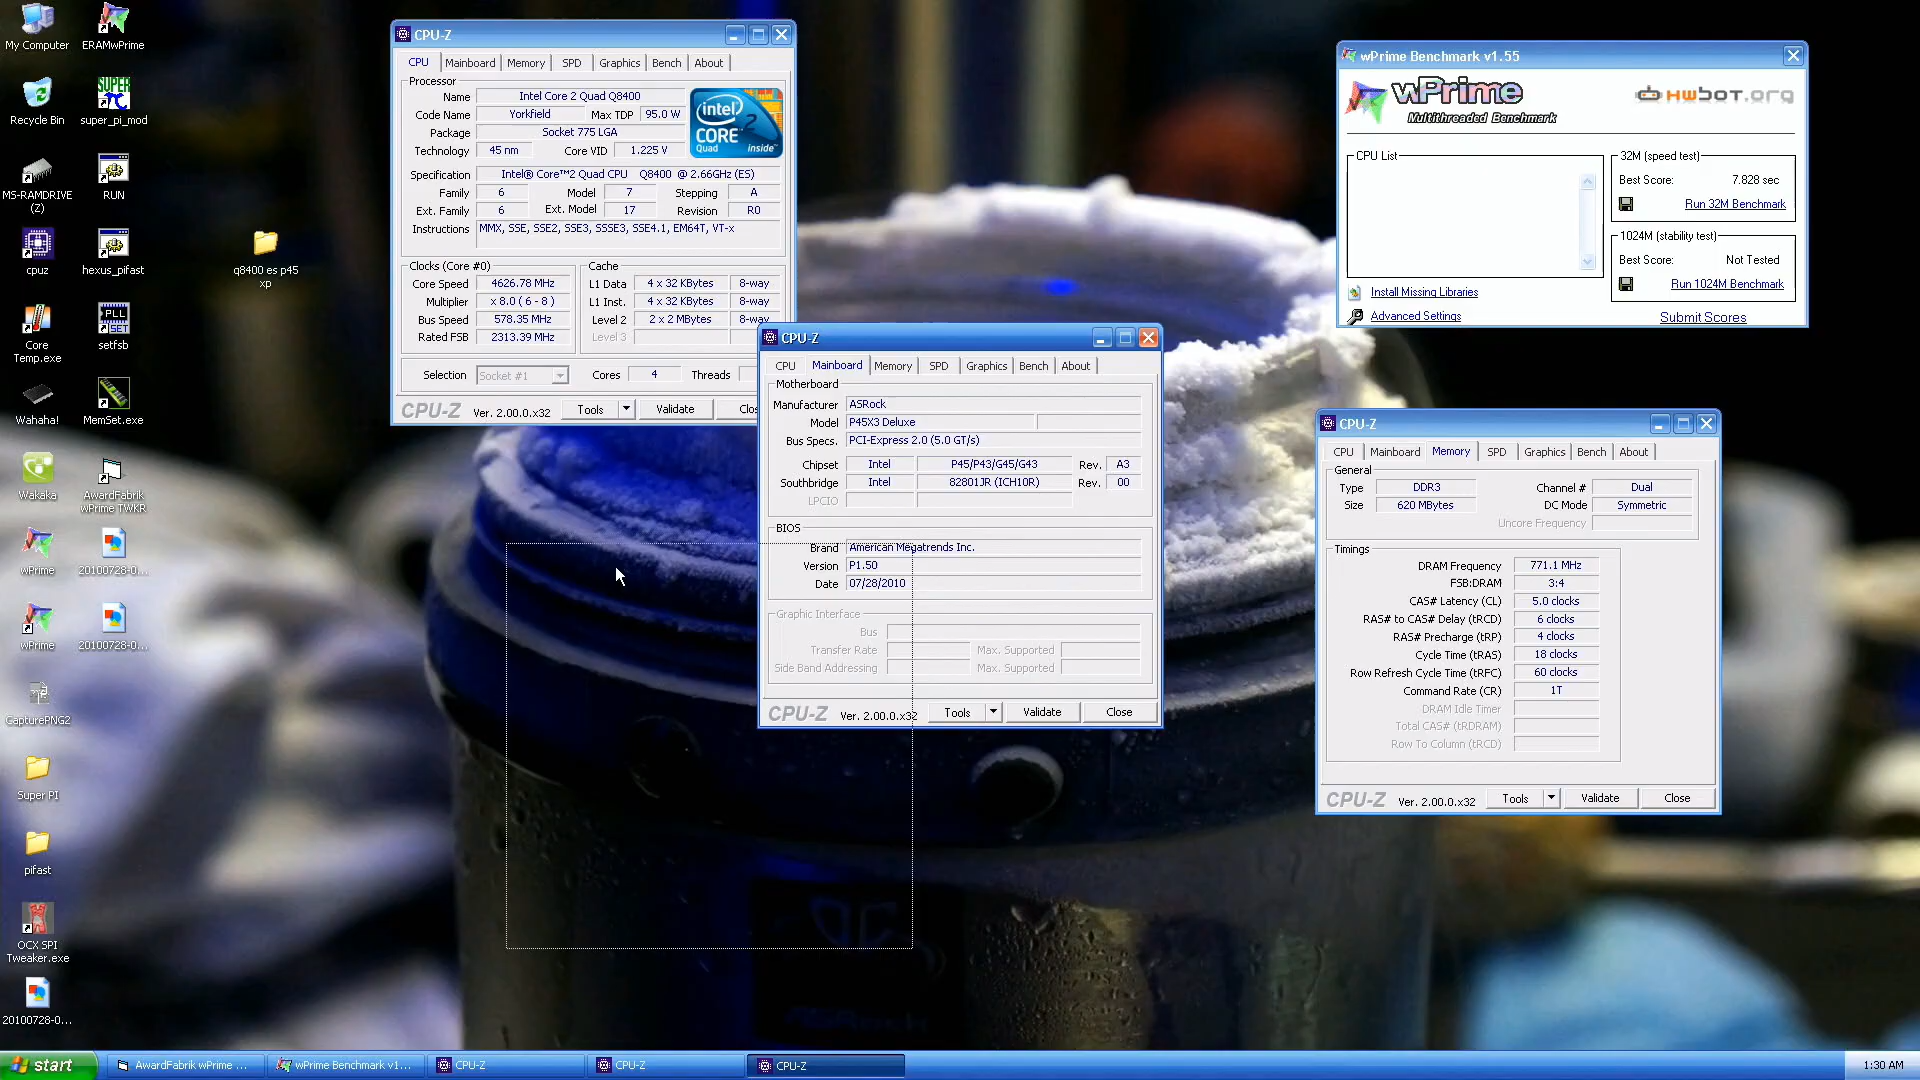 My Computer
ERAMwPrime
Recycle Bin
SUPER
super_pi_mod
MS-RAMDRIVE
(Z)
RUN
cpuz
hexus_pifast
q8400 es p45
xp
Core
Temp.exe
PLL
SET
setfsb
Wahaha!
MemSet.exe
Wakaka
AwardFabrik
wPrime TWKR
wPrime
20100728-0...
wPrime
20100728-0...
CapturePNG2
Super PI
pifast
OCX SPI
Tweaker.exe
20100728-0...
CPU-Z
CPU Mainboard Memory SPD Graphics Bench About
Processor
Name Intel Core 2 Quad Q8400
Code Name Yorkfield Max TDP 95.0 W
Package Socket 775 LGA
Technology 45 nm Core VID 1.225 V
intel
CORE 2
Quad inside™
Specification Intel® Core™2 Quad CPU Q8400 @ 2.66GHz (ES)
Family 6 Model 7 Stepping A
Ext. Family 6 Ext. Model 17 Revision R0
Instructions MMX, SSE, SSE2, SSE3, SSSE3, SSE4.1, EM64T, VT-x
Clocks (Core #0)
Core Speed 4626.78 MHz
Multiplier x 8.0 ( 6 - 8 )
Bus Speed 578.35 MHz
Rated FSB 2313.39 MHz
Cache
L1 Data 4 x 32 KBytes 8-way
L1 Inst. 4 x 32 KBytes 8-way
Level 2 2 x 2 MBytes 8-way
Level 3
Selection Socket #1 Cores 4 Threads
CPU-Z Ver. 2.00.0.x32 Tools Validate Clos
CPU-Z
CPU Mainboard Memory SPD Graphics Bench About
Motherboard
Manufacturer ASRock
Model P45X3 Deluxe
Bus Specs. PCI-Express 2.0 (5.0 GT/s)
Chipset Intel P45/P43/G45/G43 Rev. A3
Southbridge Intel 82801JR (ICH10R) Rev. 00
LPCIO
BIOS
Brand American Megatrends Inc.
Version P1.50
Date 07/28/2010
Graphic Interface
Bus
Transfer Rate Max. Supported
Side Band Addressing Max. Supported
CPU-Z Ver. 2.00.0.x32 Tools Validate Close
wPrime Benchmark v1.55
wPrime
Multithreaded Benchmark
HWBOT.ORG
CPU List
32M (speed test)
Best Score: 7.828 sec
Run 32M Benchmark
1024M (stability test)
Best Score: Not Tested
Run 1024M Benchmark
Install Missing Libraries
Advanced Settings
Submit Scores
CPU-Z
CPU Mainboard Memory SPD Graphics Bench About
General
Type DDR3 Channel # Dual
Size 620 MBytes DC Mode Symmetric
Uncore Frequency
Timings
DRAM Frequency 771.1 MHz
FSB:DRAM 3:4
CAS# Latency (CL) 5.0 clocks
RAS# to CAS# Delay (tRCD) 6 clocks
RAS# Precharge (tRP) 4 clocks
Cycle Time (tRAS) 18 clocks
Row Refresh Cycle Time (tRFC) 60 clocks
Command Rate (CR) 1T
DRAM Idle Timer
Total CAS# (tRDRAM)
Row To Column (tRCD)
CPU-Z Ver. 2.00.0.x32 Tools Validate Close
start
AwardFabrik wPrime ...
wPrime Benchmark v1...
CPU-Z
CPU-Z
CPU-Z
1:30 AM